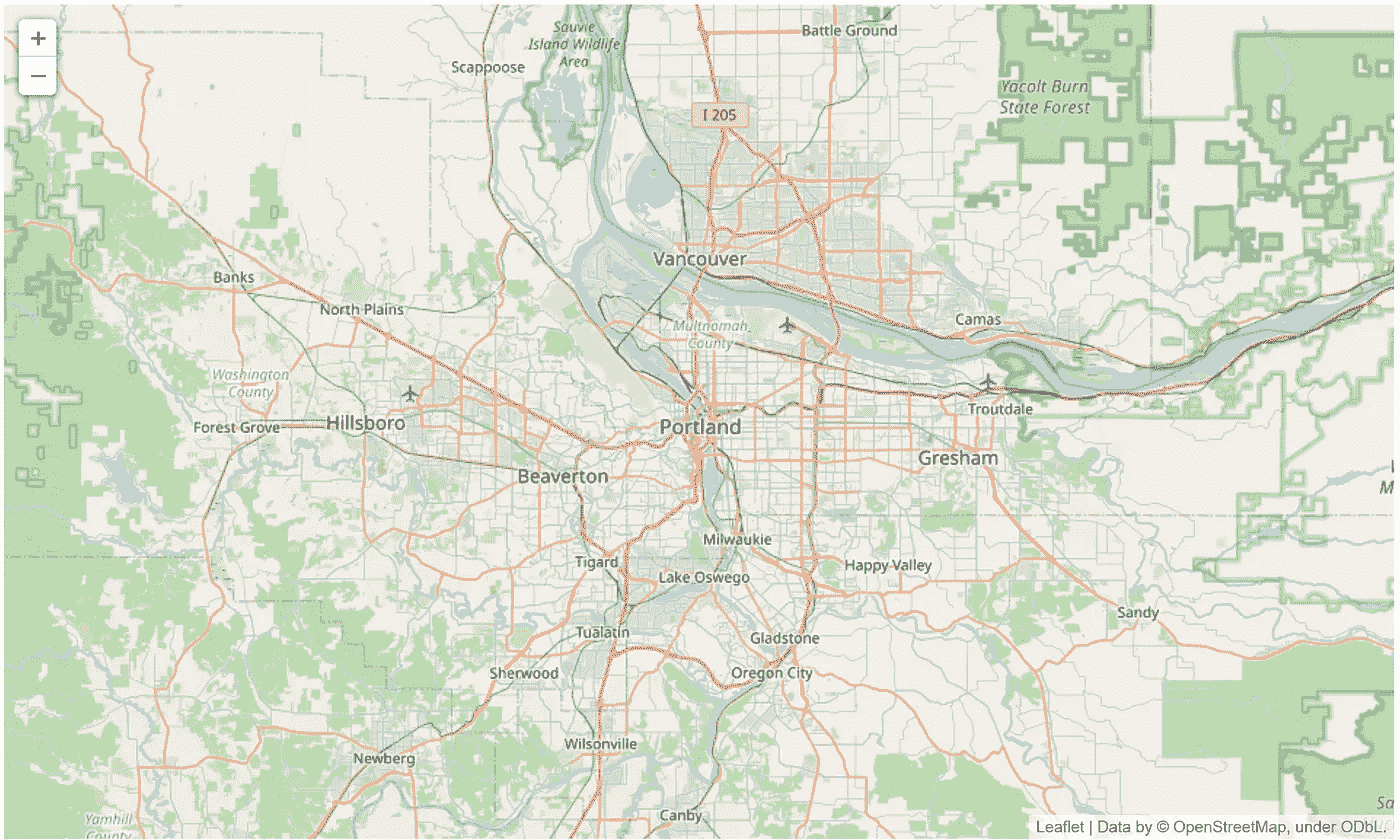 +
−
Sauvie
Island Wildlife
Area
Battle Ground
Scappoose
Yacolt Burn
State Forest
I 205
Vancouver
Banks
North Plains
Multnomah
County
Camas
Washington
County
Troutdale
Forest Grove
Hillsboro
Portland
Gresham
Beaverton
Milwaukie
Tigard
Happy Valley
Lake Oswego
Sandy
Tualatin
Gladstone
Sherwood
Oregon City
Wilsonville
Newberg
Yamhill
County
Canby
Sa
M
Leaflet | Data by © OpenStreetMap, under ODbL.